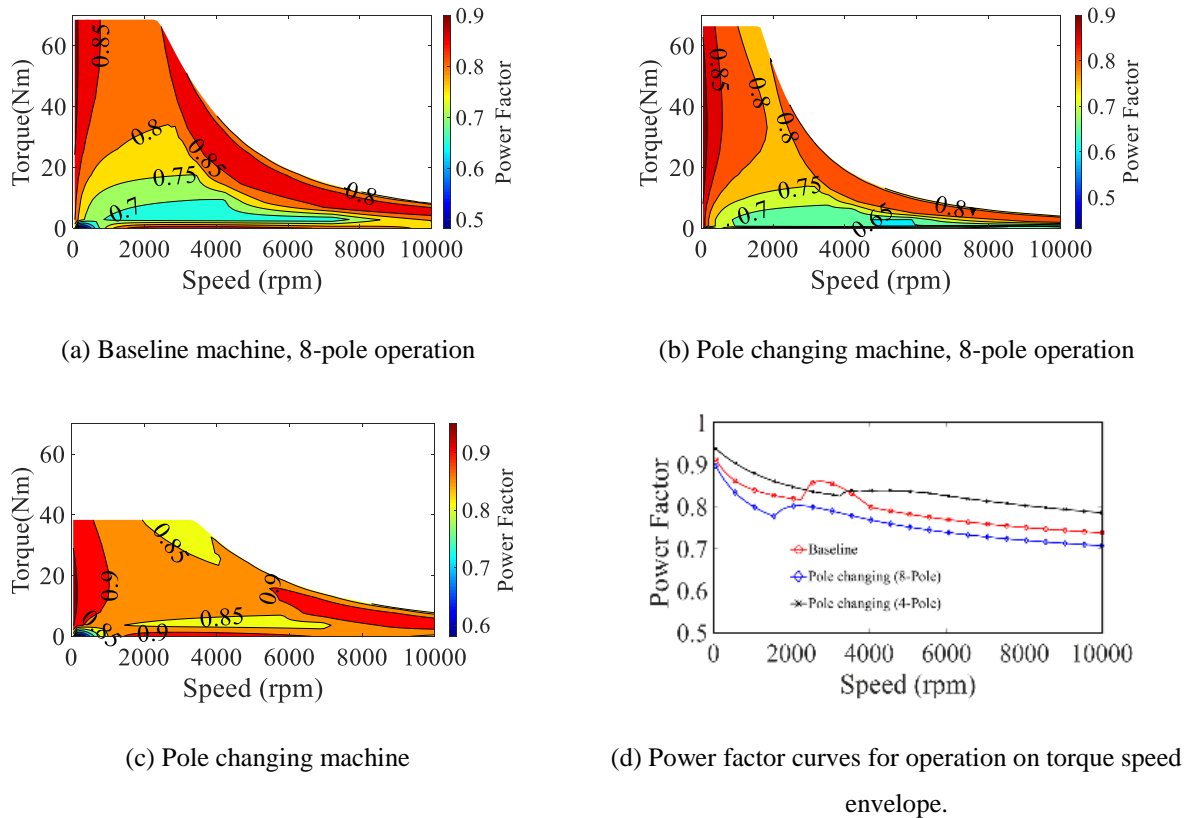 Torque(Nm)
60
40
20
0
0.85
0.8
0.85
0.75
0.7
0.8
0 2000 4000 6000 8000 10000
Speed (rpm)
0.9
0.8
0.7
0.6
0.5
Power Factor
(a) Baseline machine, 8-pole operation
Torque(Nm)
60
40
20
0
0.85
0.8
0.8
0.75
0.7
0.65
0.8
0 2000 4000 6000 8000 10000
Speed (rpm)
0.9
0.8
0.7
0.6
0.5
Power Factor
(b) Pole changing machine, 8-pole operation
Torque(Nm)
60
40
20
0
0.9
0.85
0.85
0.9
0.85
0.9
0 2000 4000 6000 8000 10000
Speed (rpm)
0.9
0.8
0.7
0.6
Power Factor
(c) Pole changing machine
Power Factor
1
0.9
0.8
0.7
0.6
0.5
Baseline
Pole changing (8-Pole)
Pole changing (4-Pole)
0 2000 4000 6000 8000 10000
Speed (rpm)
(d) Power factor curves for operation on torque speed
envelope.